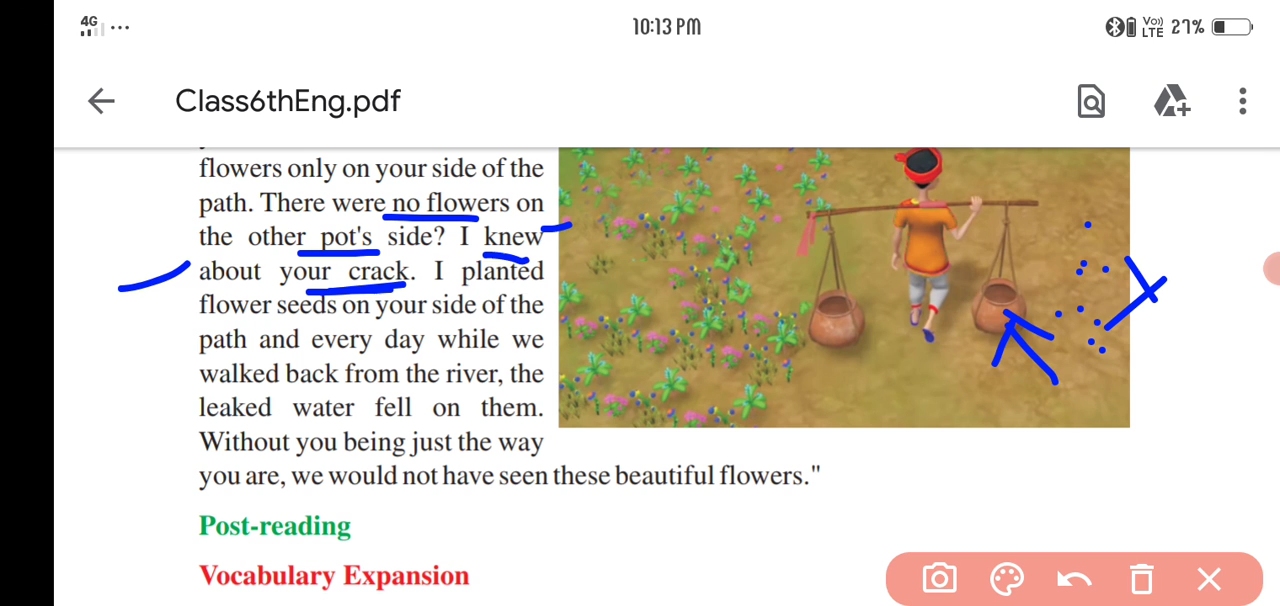 4G ... 10:13 PM Vo)) LTE 27%
Class6thEng.pdf
flowers only on your side of the
path. There were no flowers on
the other pot's side? I knew
about your crack. I planted
flower seeds on your side of the
path and every day while we
walked back from the river, the
leaked water fell on them.
Without you being just the way
you are, we would not have seen these beautiful flowers."
Post-reading
Vocabulary Expansion